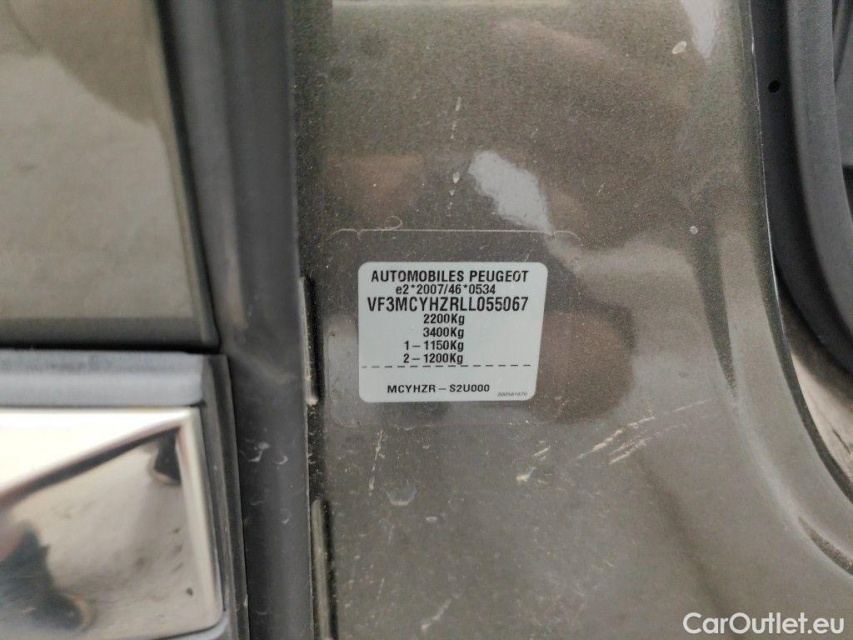 AUTOMOBILES PEUGEOT
e2*2007/46*0534
VF3MCYHZRLL055067
2200Kg
3400Kg
1-1150Kg
2-1200Kg
MCYHZR-S2U000
CarOutlet.eu